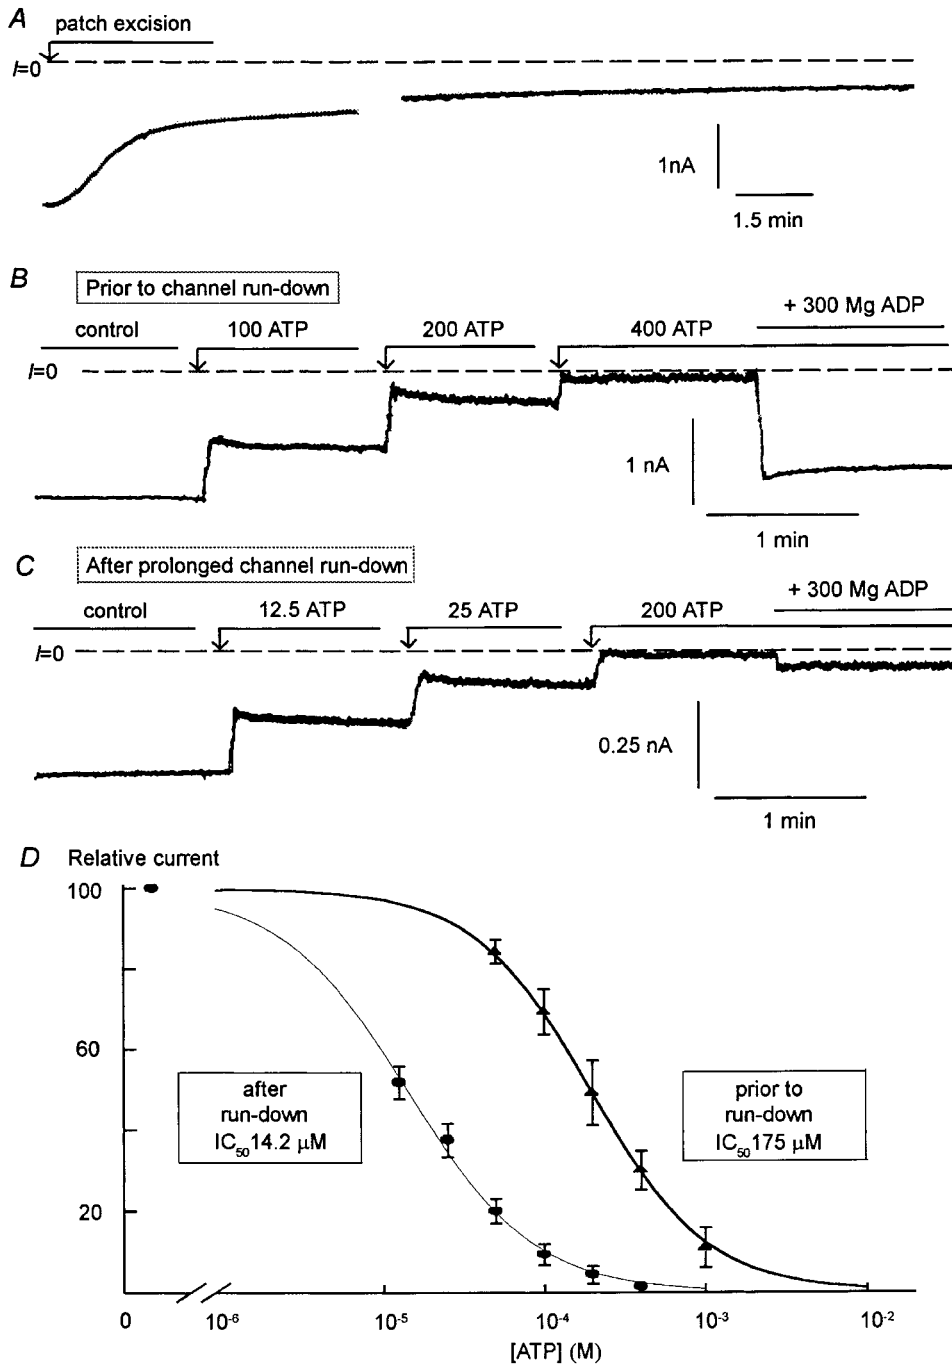 A
patch excision
I=0
1nA
1.5 min
B
Prior to channel run-down
+ 300 Mg ADP
control 100 ATP 200 ATP 400 ATP
I=0
1 nA
1 min
C
After prolonged channel run-down
+ 300 Mg ADP
control 12.5 ATP 25 ATP 200 ATP
I=0
0.25 nA
1 min
D Relative current
100
60
20
after
run-down
IC₅₀14.2 µM
prior to
run-down
IC₅₀175 µM
0 10⁻⁶ 10⁻⁵ 10⁻⁴ 10⁻³ 10⁻²
[ATP] (M)